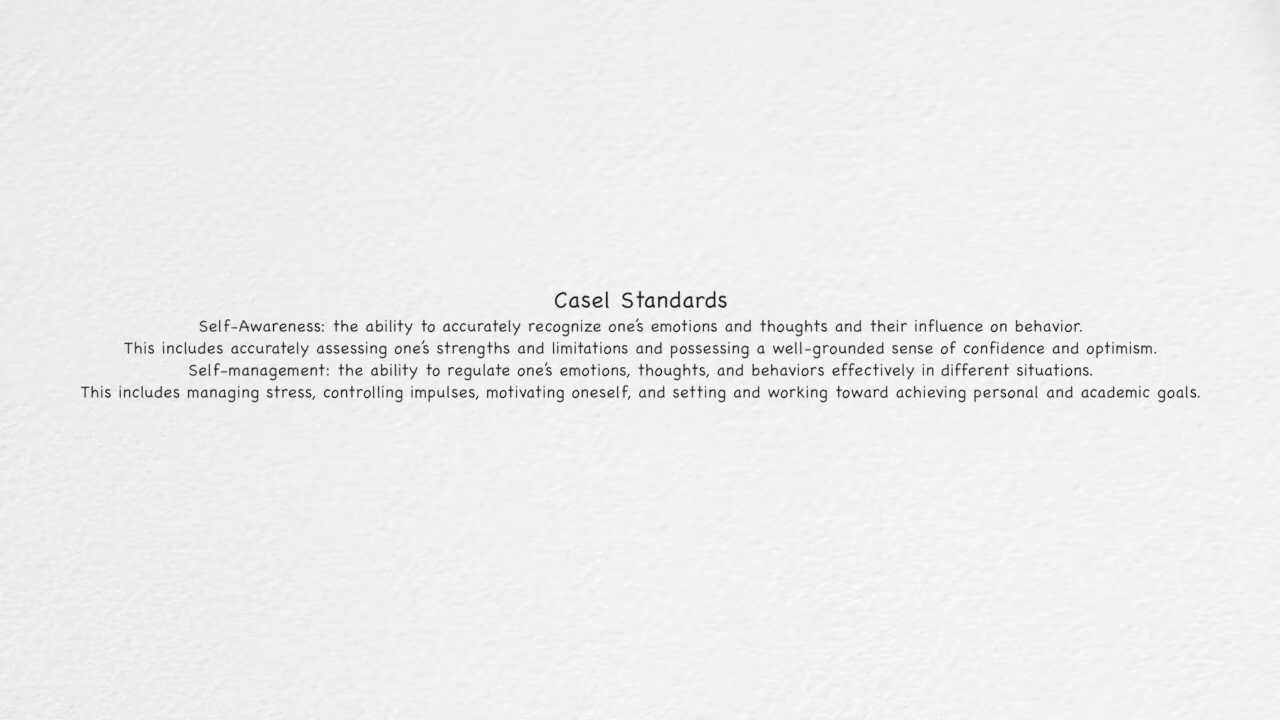 Casel Standards
Self-Awareness: the ability to accurately recognize one's emotions and thoughts and their influence on behavior.
This includes accurately assessing one's strengths and limitations and possessing a well-grounded sense of confidence and optimism.
Self-management: the ability to regulate one's emotions, thoughts, and behaviors effectively in different situations.
This includes managing stress, controlling impulses, motivating oneself, and setting and working toward achieving personal and academic goals.